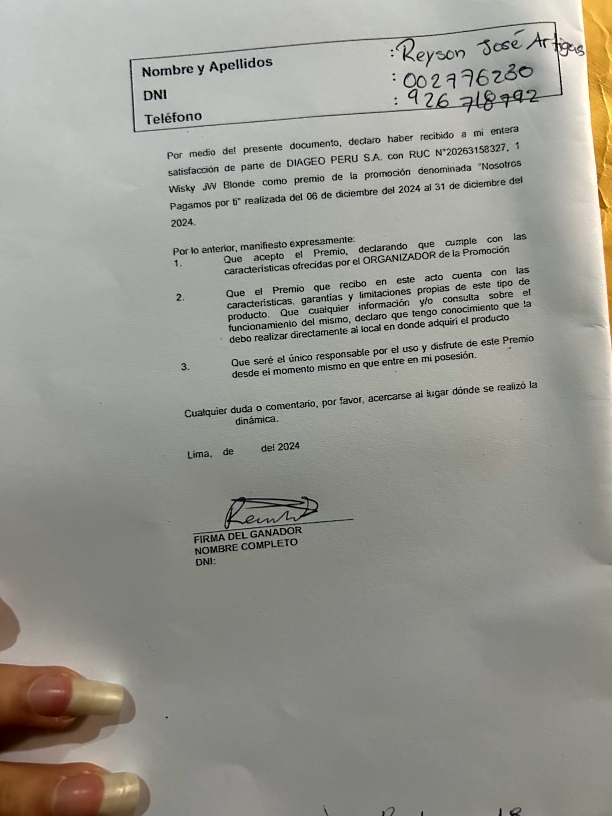 Nombre y Apellidos : Reyson José Artigas
DNI : 002776230
Teléfono : 926 718792
Por medio del presente documento, declaro haber recibido a mi entera
satisfacción de parte de DIAGEO PERU S.A. con RUC N°20263158327, 1
Wisky JW Blonde como premio de la promoción denominada "Nosotros
Pagamos por ti" realizada del 06 de diciembre del 2024 al 31 de diciembre del
2024.
Por lo anterior, manifiesto expresamente:
1. Que acepto el Premio, declarando que cumple con las
características ofrecidas por el ORGANIZADOR de la Promoción
2. Que el Premio que recibo en este acto cuenta con las
características, garantías y limitaciones propias de este tipo de
producto. Que cualquier información y/o consulta sobre el
funcionamiento del mismo, declaro que tengo conocimiento que la
debo realizar directamente al local en donde adquirí el producto
3. Que seré el único responsable por el uso y disfrute de este Premio
desde el momento mismo en que entre en mi posesión.
Cualquier duda o comentario, por favor, acercarse al lugar dónde se realizó la
dinámica.
Lima, de del 2024
FIRMA DEL GANADOR
NOMBRE COMPLETO
DNI: